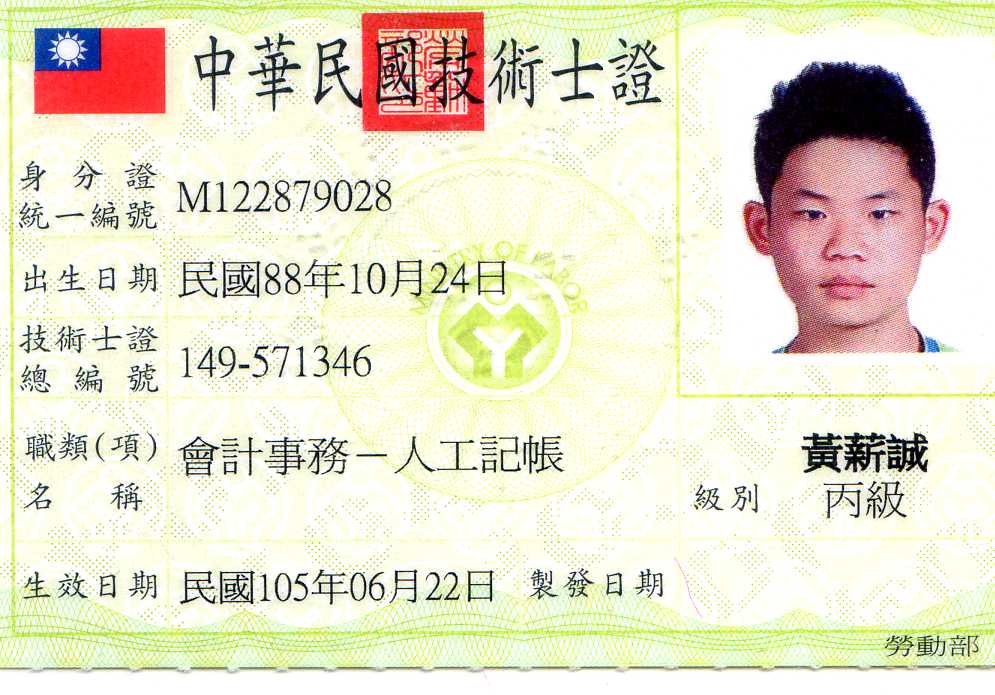 中華民國技術士證
身分證統一編號 M122879028
出生日期 民國88年10月24日
MINISTRY OF LABOR
技術士證總編號 149-571346
職類(項)名稱 會計事務－人工記帳
黃薪誠
級別 丙級
生效日期 民國105年06月22日 製發日期
勞動部